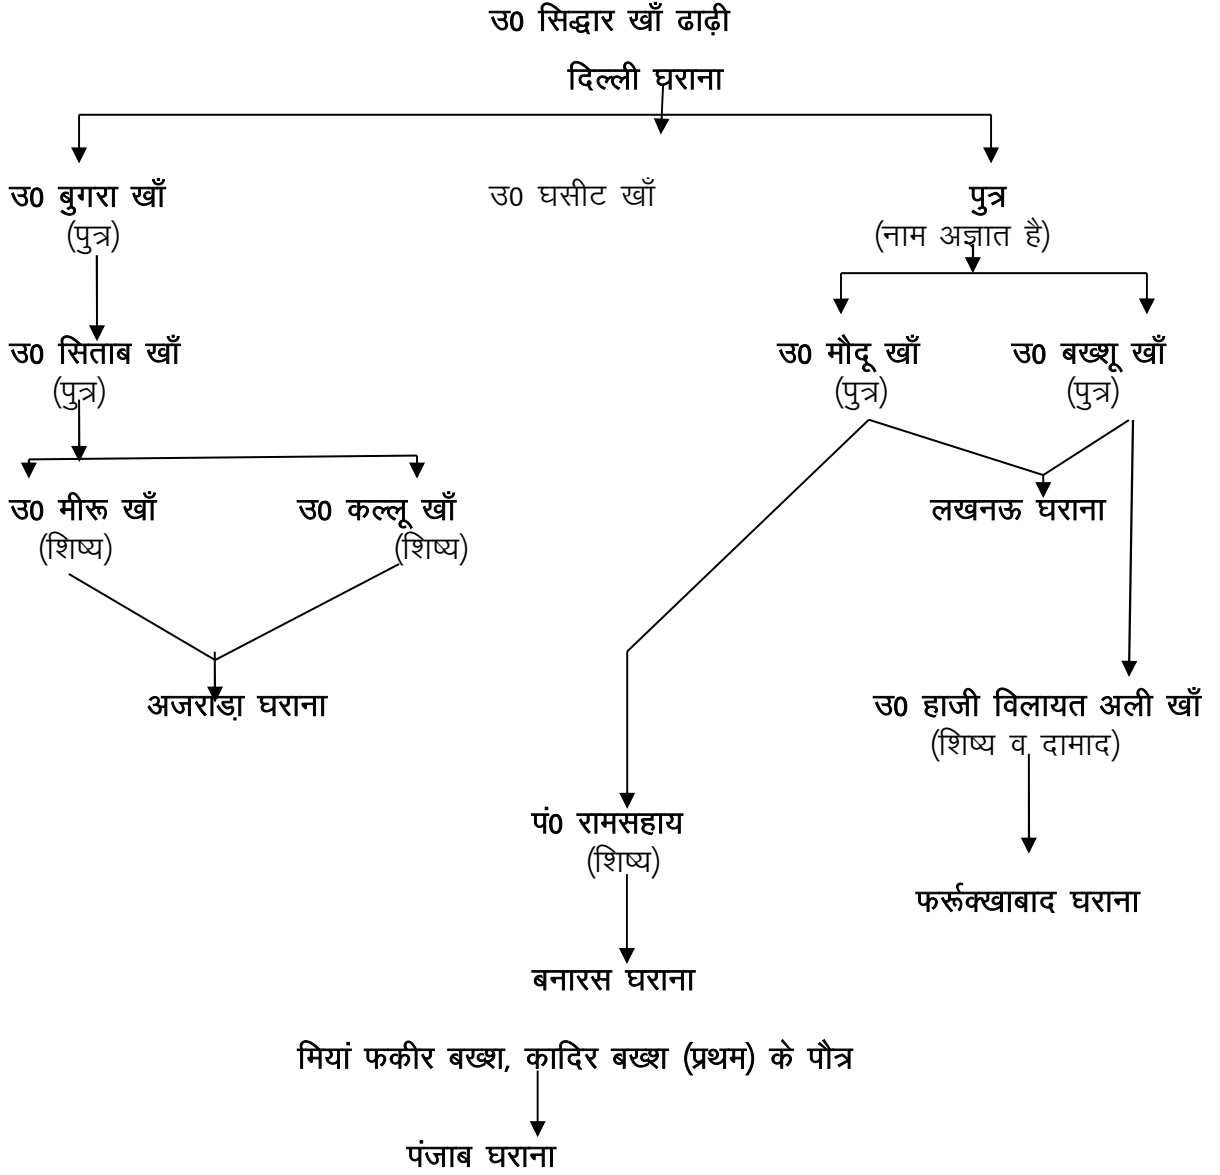 उ0 सिद्धार खाँ ढाढ़ी
दिल्ली घराना
उ0 बुगरा खाँ उ0 घसीट खाँ पुत्र
(पुत्र) (नाम अज्ञात है)
उ0 सिताब खाँ उ0 मौदू खाँ उ0 बख्शू खाँ
(पुत्र) (पुत्र) (पुत्र)
उ0 मीरू खाँ उ0 कल्लू खाँ लखनऊ घराना
(शिष्य) (शिष्य)
अजराडा़ घराना उ0 हाजी विलायत अली खाँ
(शिष्य व दामाद)
पं0 रामसहाय
(शिष्य)
फर्रूक्खाबाद घराना
बनारस घराना
मियां फकीर बख्श, कादिर बख्श (प्रथम) के पौत्र
पंजाब घराना